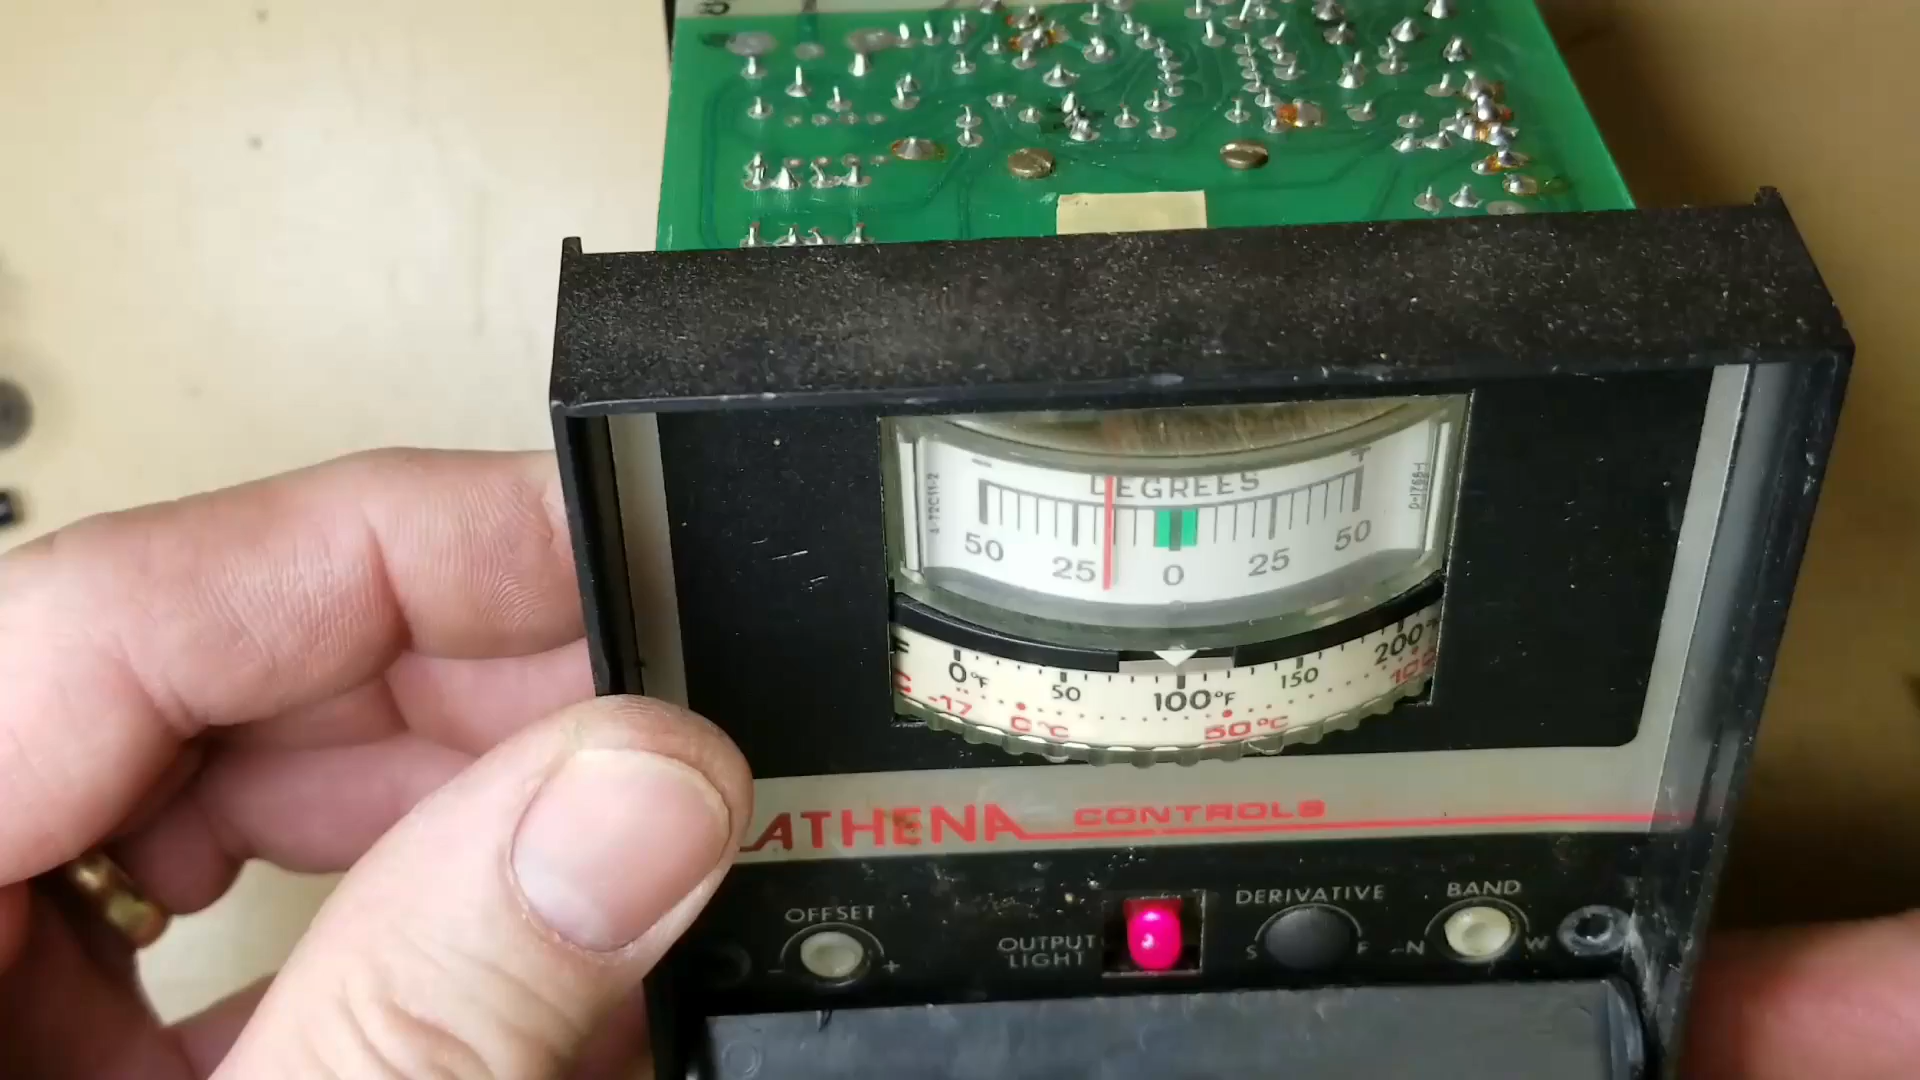 − +
DEGREES
50 25 0 25 50
F 0°F 50 100°F 150 200°F
C -17 0°C 50°C 100
ATHENA CONTROLS
OFFSET
− +
OUTPUT
LIGHT
DERIVATIVE
S F
BAND
N W